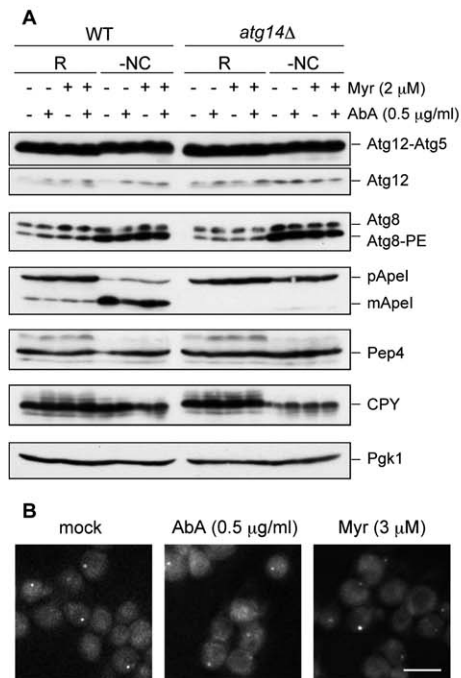 A
WT atg14Δ
R -NC R -NC
- - + + - - + + - - + + - - + + Myr (2 μM)
- + - + - + - + - + - + - + - + AbA (0.5 μg/ml)
Atg12-Atg5
Atg12
Atg8
Atg8-PE
pApeI
mApeI
Pep4
CPY
Pgk1
B
mock AbA (0.5 μg/ml) Myr (3 μM)